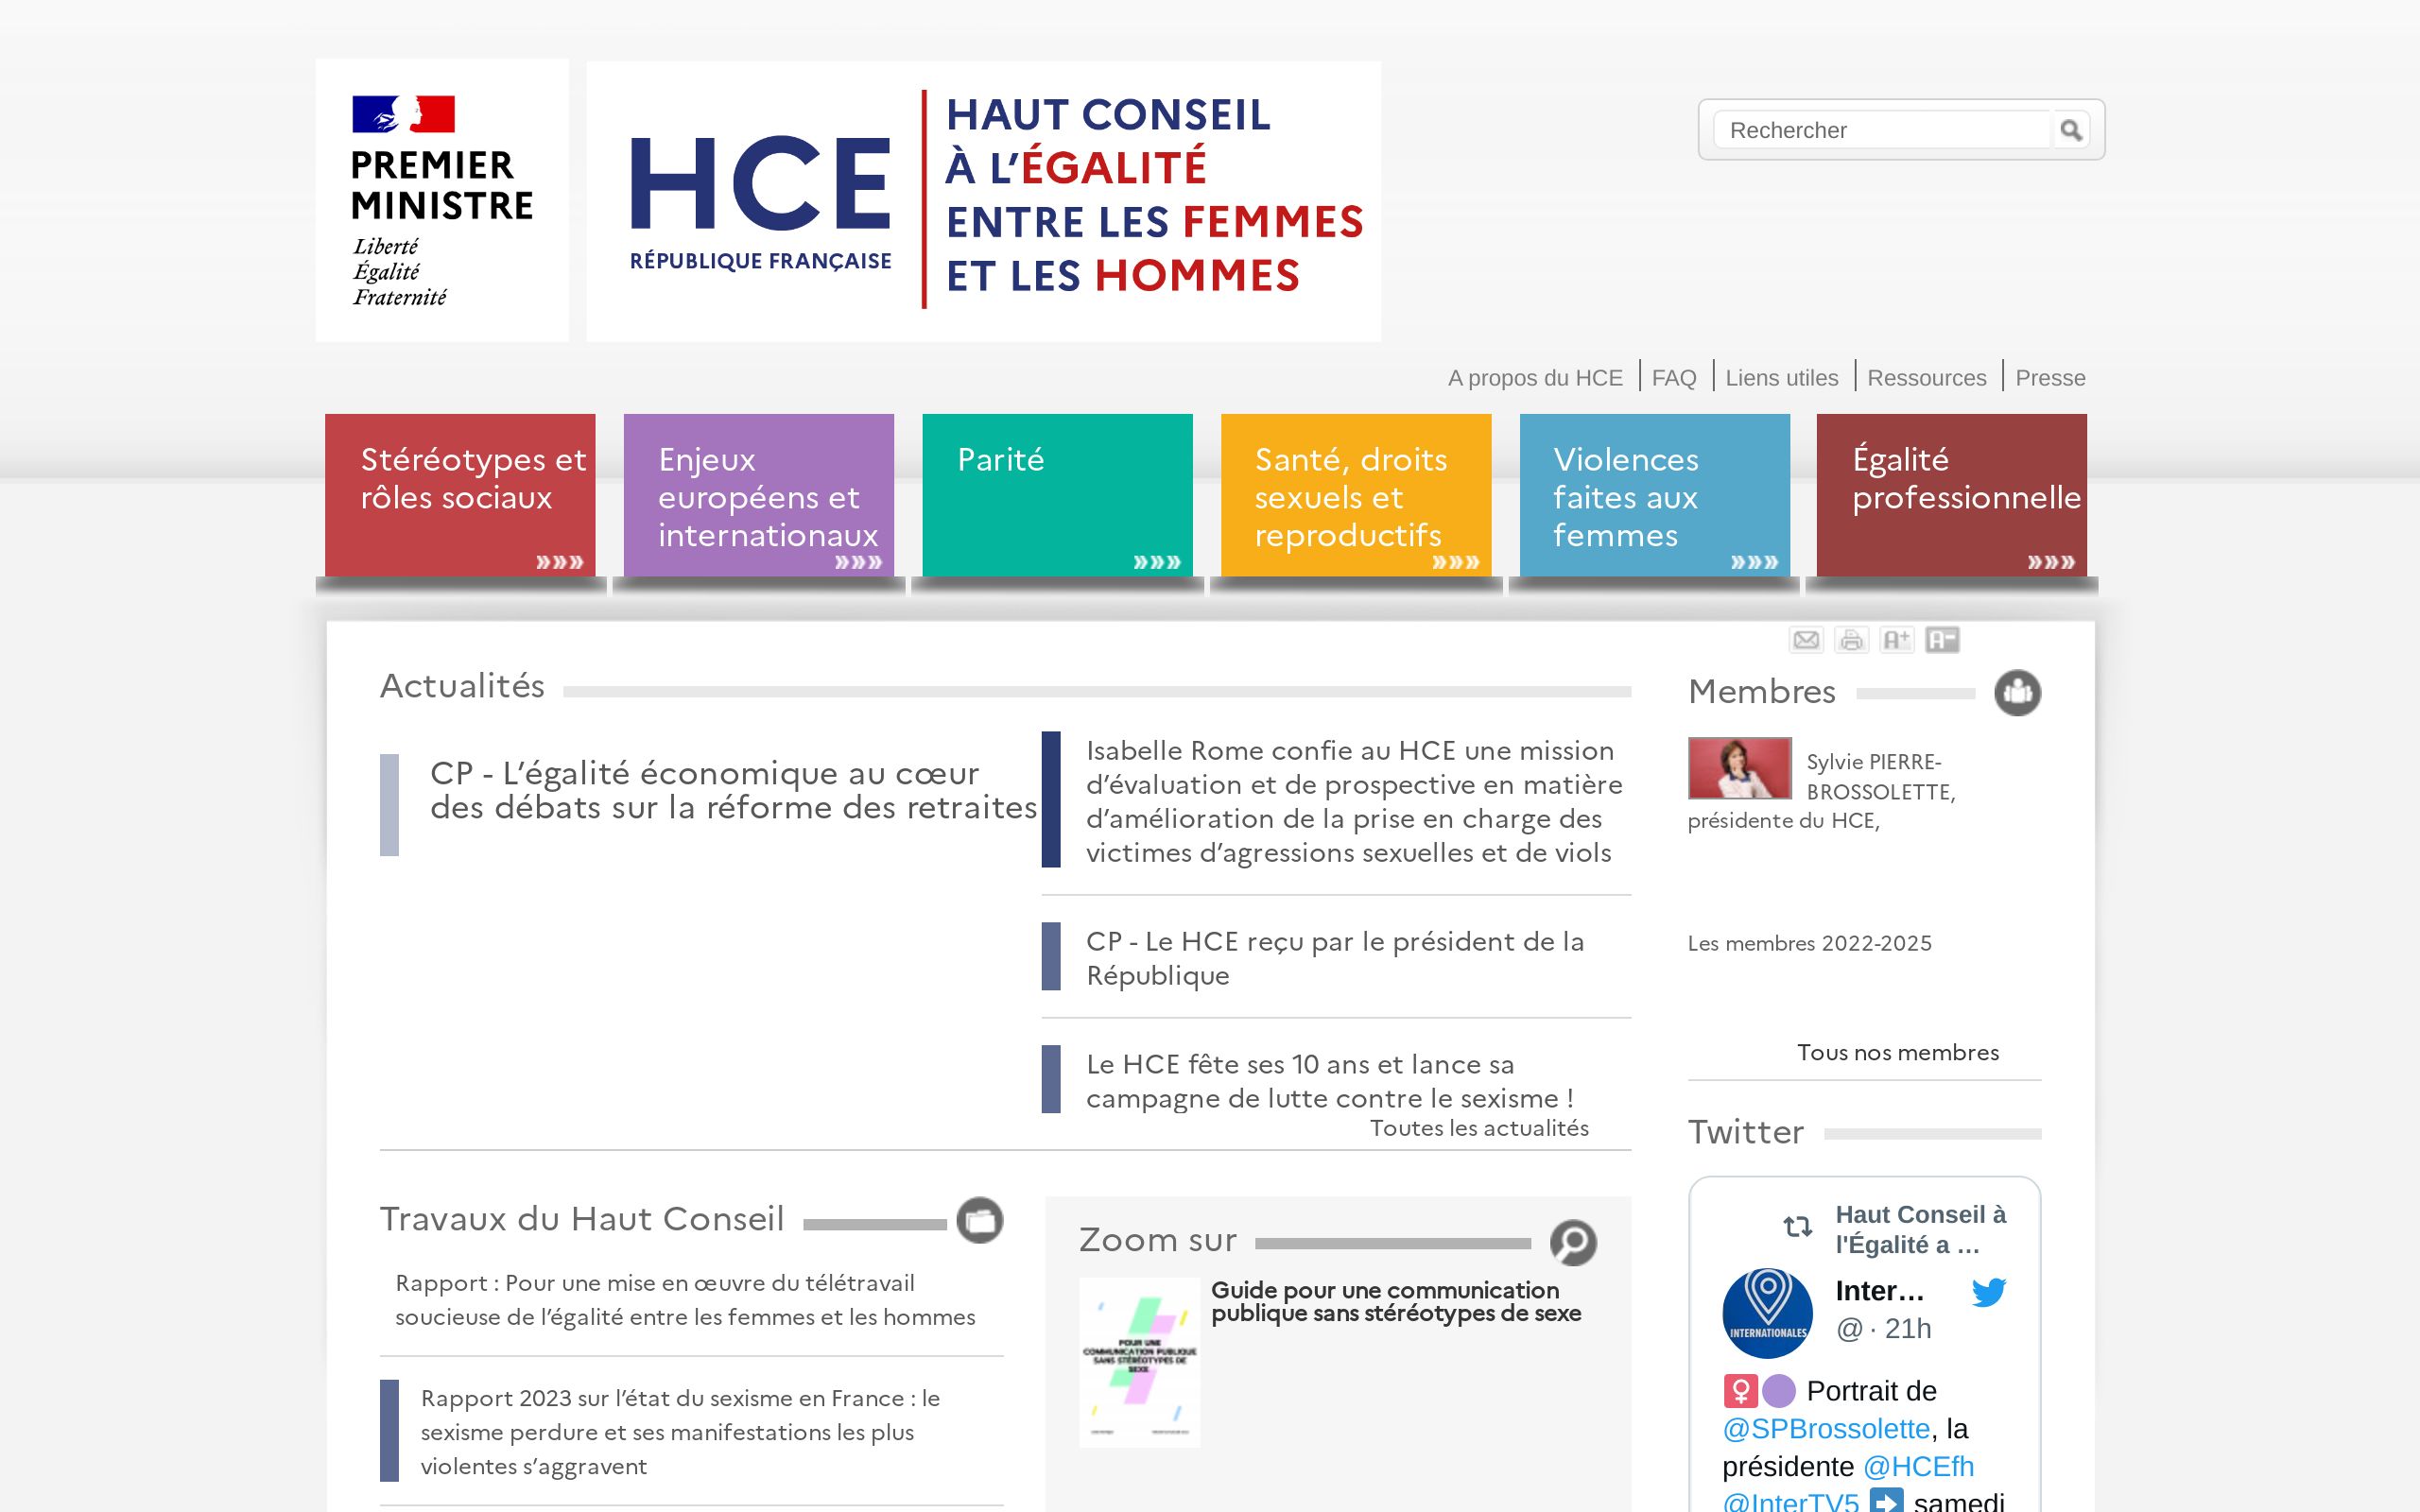 PREMIER
MINISTRE
Liberté
Égalité
Fraternité
HCE
RÉPUBLIQUE FRANÇAISE
HAUT CONSEIL
À L’ÉGALITÉ
ENTRE LES FEMMES
ET LES HOMMES
Rechercher
A propos du HCE
FAQ
Liens utiles
Ressources
Presse
Stéréotypes et
rôles sociaux
»»»
Enjeux
européens et
internationaux
»»»
Parité
»»»
Santé, droits
sexuels et
reproductifs
»»»
Violences
faites aux
femmes
»»»
Égalité
professionnelle
»»»
A+
A-
Actualités
CP - L’égalité économique au cœur
des débats sur la réforme des retraites
Isabelle Rome confie au HCE une mission
d’évaluation et de prospective en matière
d’amélioration de la prise en charge des
victimes d’agressions sexuelles et de viols
CP - Le HCE reçu par le président de la
République
Le HCE fête ses 10 ans et lance sa
campagne de lutte contre le sexisme !
Toutes les actualités
Membres
Sylvie PIERRE-
BROSSOLETTE,
présidente du HCE,
Les membres 2022-2025
Tous nos membres
Travaux du Haut Conseil
Rapport : Pour une mise en œuvre du télétravail
soucieuse de l’égalité entre les femmes et les hommes
Rapport 2023 sur l’état du sexisme en France : le
sexisme perdure et ses manifestations les plus
violentes s’aggravent
Zoom sur
POUR UNE
COMMUNICATION PUBLIQUE
SANS STÉRÉOTYPES DE
SEXE
Guide pour une communication
publique sans stéréotypes de sexe
Twitter
Haut Conseil à
l'Égalité a …
INTERNATIONALES
Inter…
@ · 21h
Portrait de
@SPBrossolette, la
présidente @HCEfh
@InterTV5 samedi